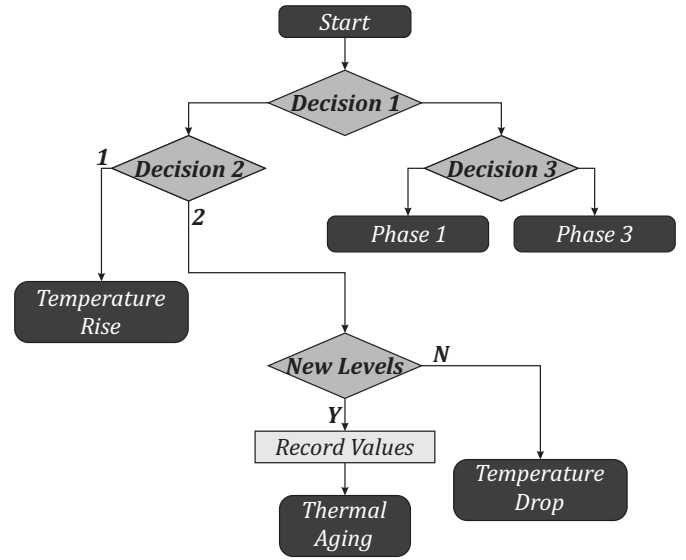 Start
Decision 1
1
Decision 2
Decision 3
2
Phase 1
Phase 3
Temperature
Rise
New Levels
N
Y
Record Values
Temperature
Drop
Thermal
Aging